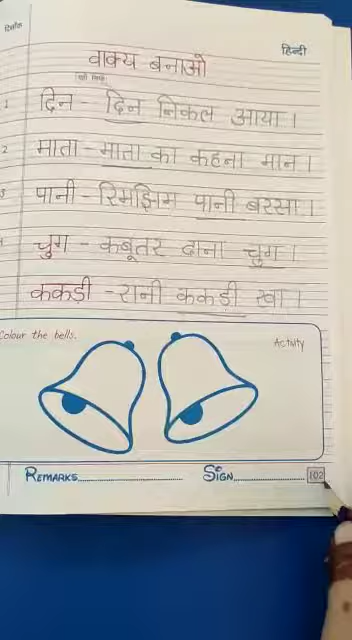 दिनाँक
हिन्दी
वाक्य बनाओ
1 दिन - दिन निकल आया ।
2 माता - माता का कहना मान ।
3 पानी - रिमझिम पानी बरसा ।
4 चुग - कबूतर दाना चुग ।
ककड़ी - रानी ककड़ी खा ।
Colour the bells.
Activity
REMARKS
SIGN
102